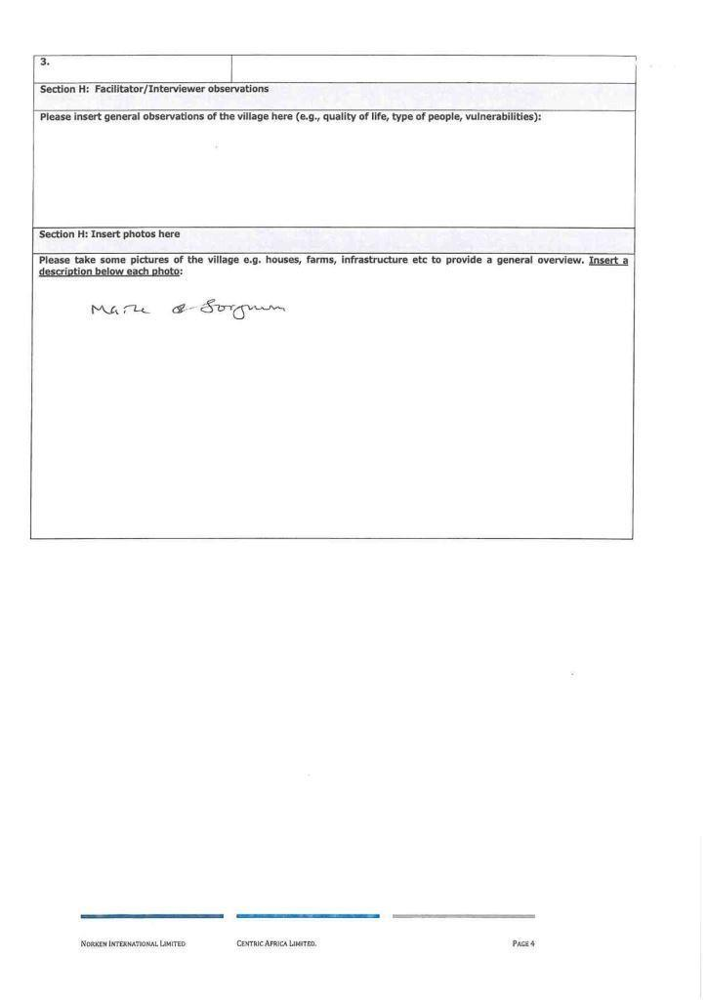 3.
Section H: Facilitator/Interviewer observations
Please insert general observations of the village here (e.g., quality of life, type of people, vulnerabilities):
Section H: Insert photos here
Please take some pictures of the village e.g. houses, farms, infrastructure etc to provide a general overview. Insert a
description below each photo:
Maize & Sorgnum
NORKEN INTERNATIONAL LIMITED CENTRIC AFRICA LIMITED. PAGE 4